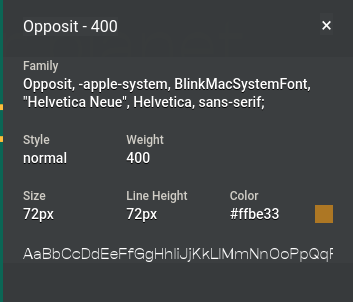 Opposit - 400 ×
Family
Opposit, -apple-system, BlinkMacSystemFont,
"Helvetica Neue", Helvetica, sans-serif;
Style Weight
normal 400
Size Line Height Color
72px 72px #ffbe33
AaBbCcDdEeFfGgHhIiJjKkLlMmNnOoPpQqR